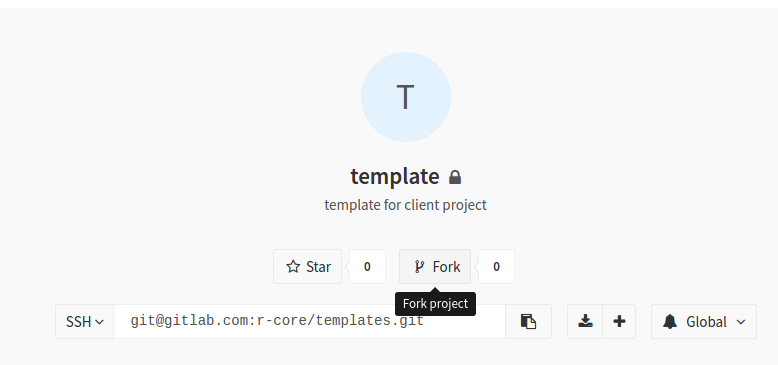 T
template
template for client project
Star 0 Fork 0
Fork project
SSH git@gitlab.com:r-core/templates.git Global